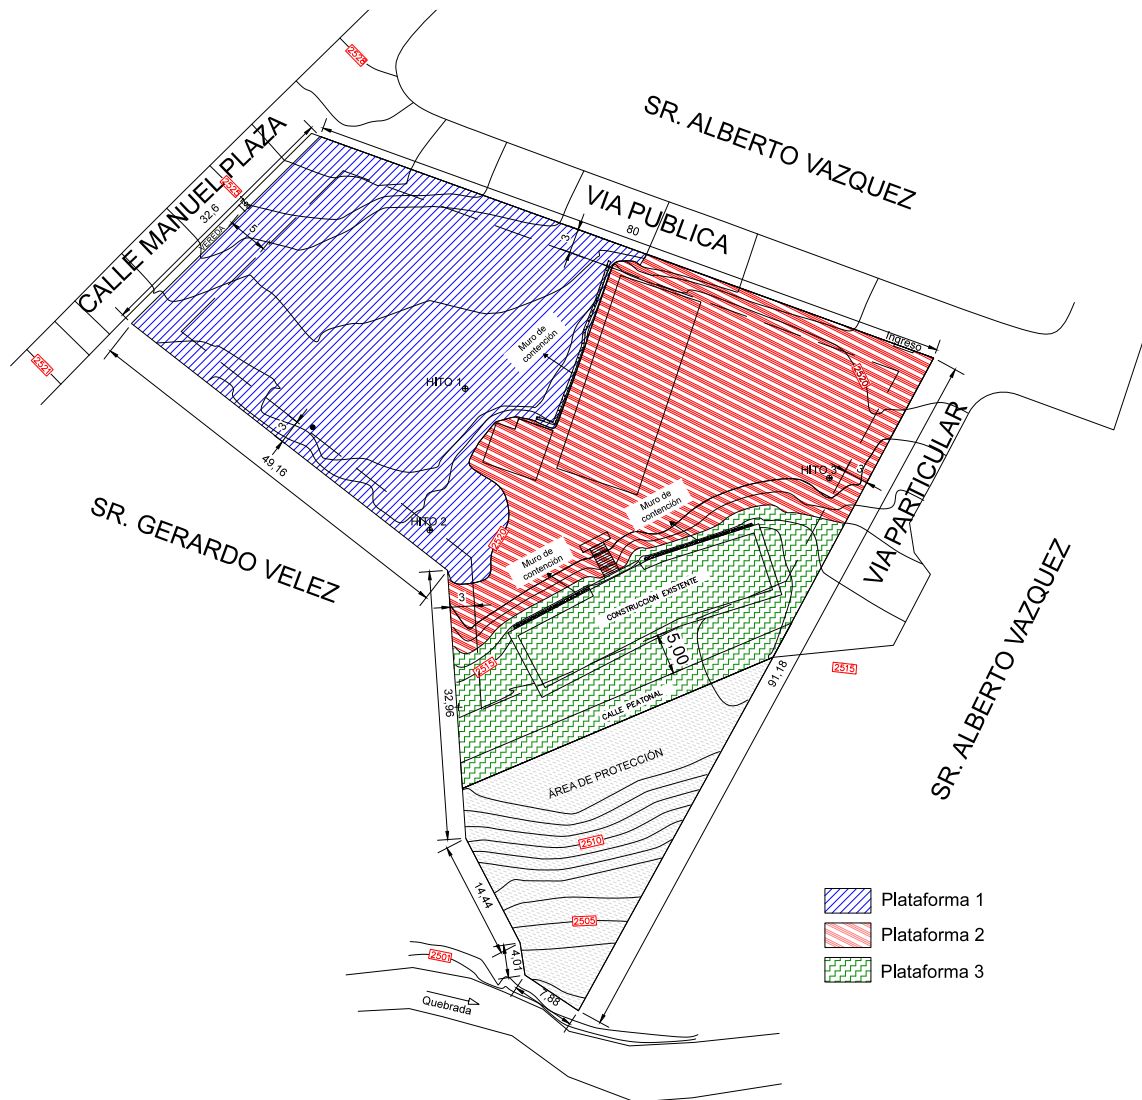 2528
SR. ALBERTO VAZQUEZ
CALLE MANUEL PLAZA
2525
32.6
VEREDA
5
VIA PUBLICA
80
3
2521
Muro de
contención
Ingreso
2520
HITO 1
3
49.16
HITO 2
2520
HITO 3
3
Muro de
contención
VIA PARTICULAR
SR. GERARDO VELEZ
Muro de
contención
3
CONSTRUCCIÓN EXISTENTE
5,00
2515
2515
32.96
91.18
CALLE PEATONAL
SR. ALBERTO VAZQUEZ
ÁREA DE PROTECCIÓN
2510
14.44
2505
4.01
2501
7.88
Quebrada
Plataforma 1
Plataforma 2
Plataforma 3